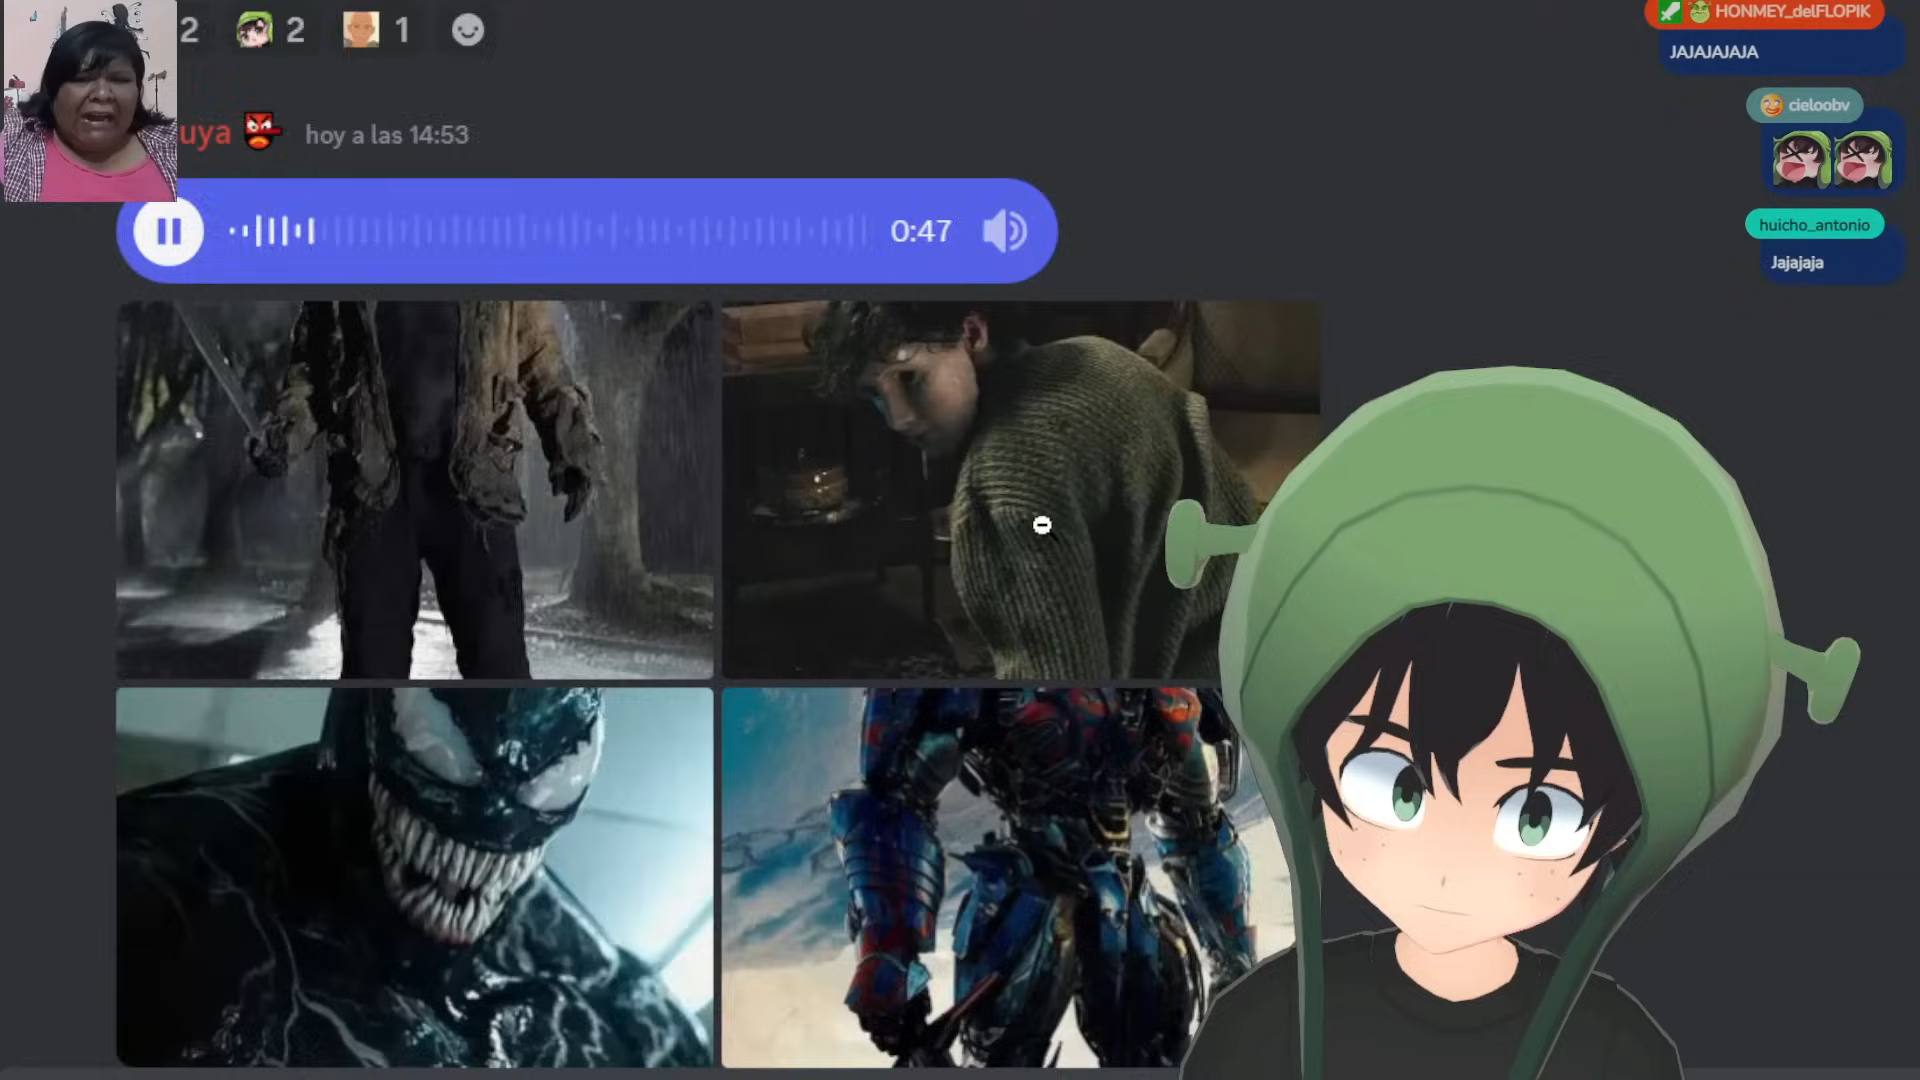 2 2 1
HONMEY_delFLOPIK
JAJAJAJAJA
cieloobv
uya hoy a las 14:53
huicho_antonio
Jajajaja
0:47